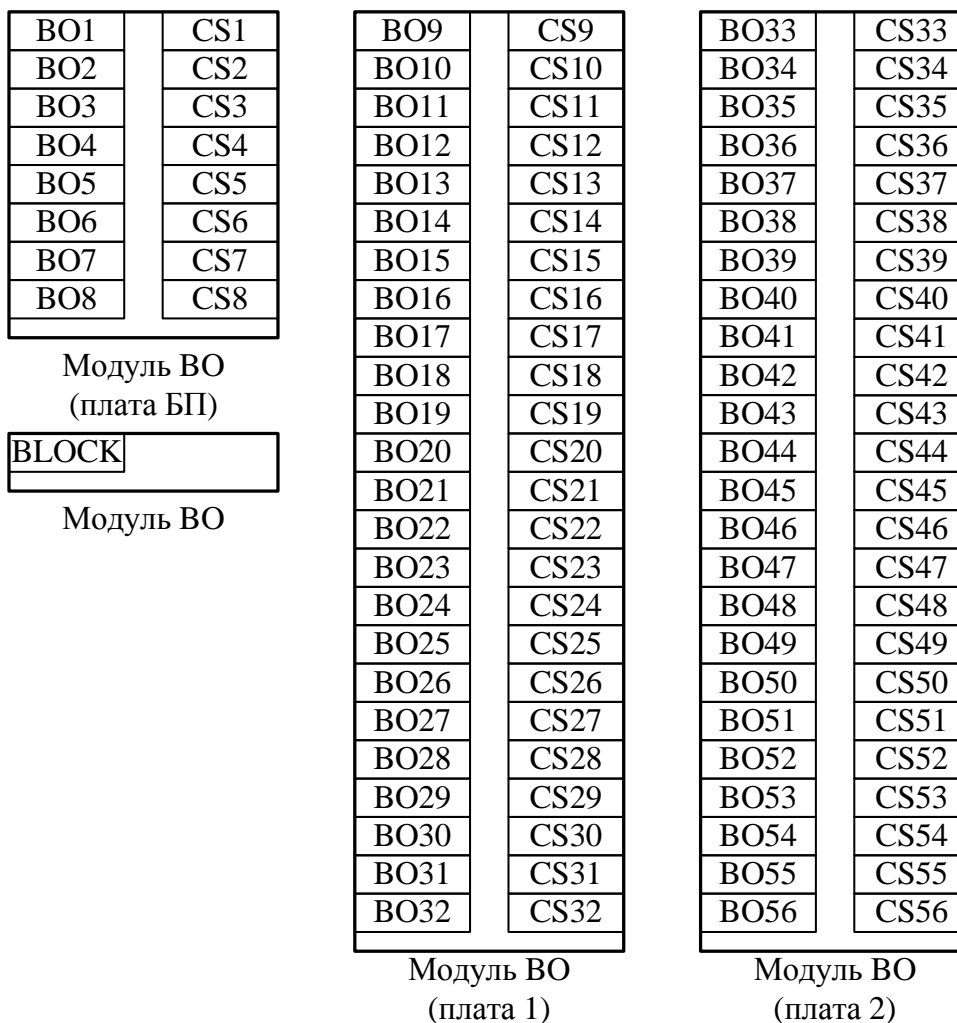 BO1 CS1
BO2 CS2
BO3 CS3
BO4 CS4
BO5 CS5
BO6 CS6
BO7 CS7
BO8 CS8
Модуль BO
(плата БП)
BLOCK
Модуль BO
BO9 CS9
BO10 CS10
BO11 CS11
BO12 CS12
BO13 CS13
BO14 CS14
BO15 CS15
BO16 CS16
BO17 CS17
BO18 CS18
BO19 CS19
BO20 CS20
BO21 CS21
BO22 CS22
BO23 CS23
BO24 CS24
BO25 CS25
BO26 CS26
BO27 CS27
BO28 CS28
BO29 CS29
BO30 CS30
BO31 CS31
BO32 CS32
Модуль BO
(плата 1)
BO33 CS33
BO34 CS34
BO35 CS35
BO36 CS36
BO37 CS37
BO38 CS38
BO39 CS39
BO40 CS40
BO41 CS41
BO42 CS42
BO43 CS43
BO44 CS44
BO45 CS45
BO46 CS46
BO47 CS47
BO48 CS48
BO49 CS49
BO50 CS50
BO51 CS51
BO52 CS52
BO53 CS53
BO54 CS54
BO55 CS55
BO56 CS56
Модуль BO
(плата 2)